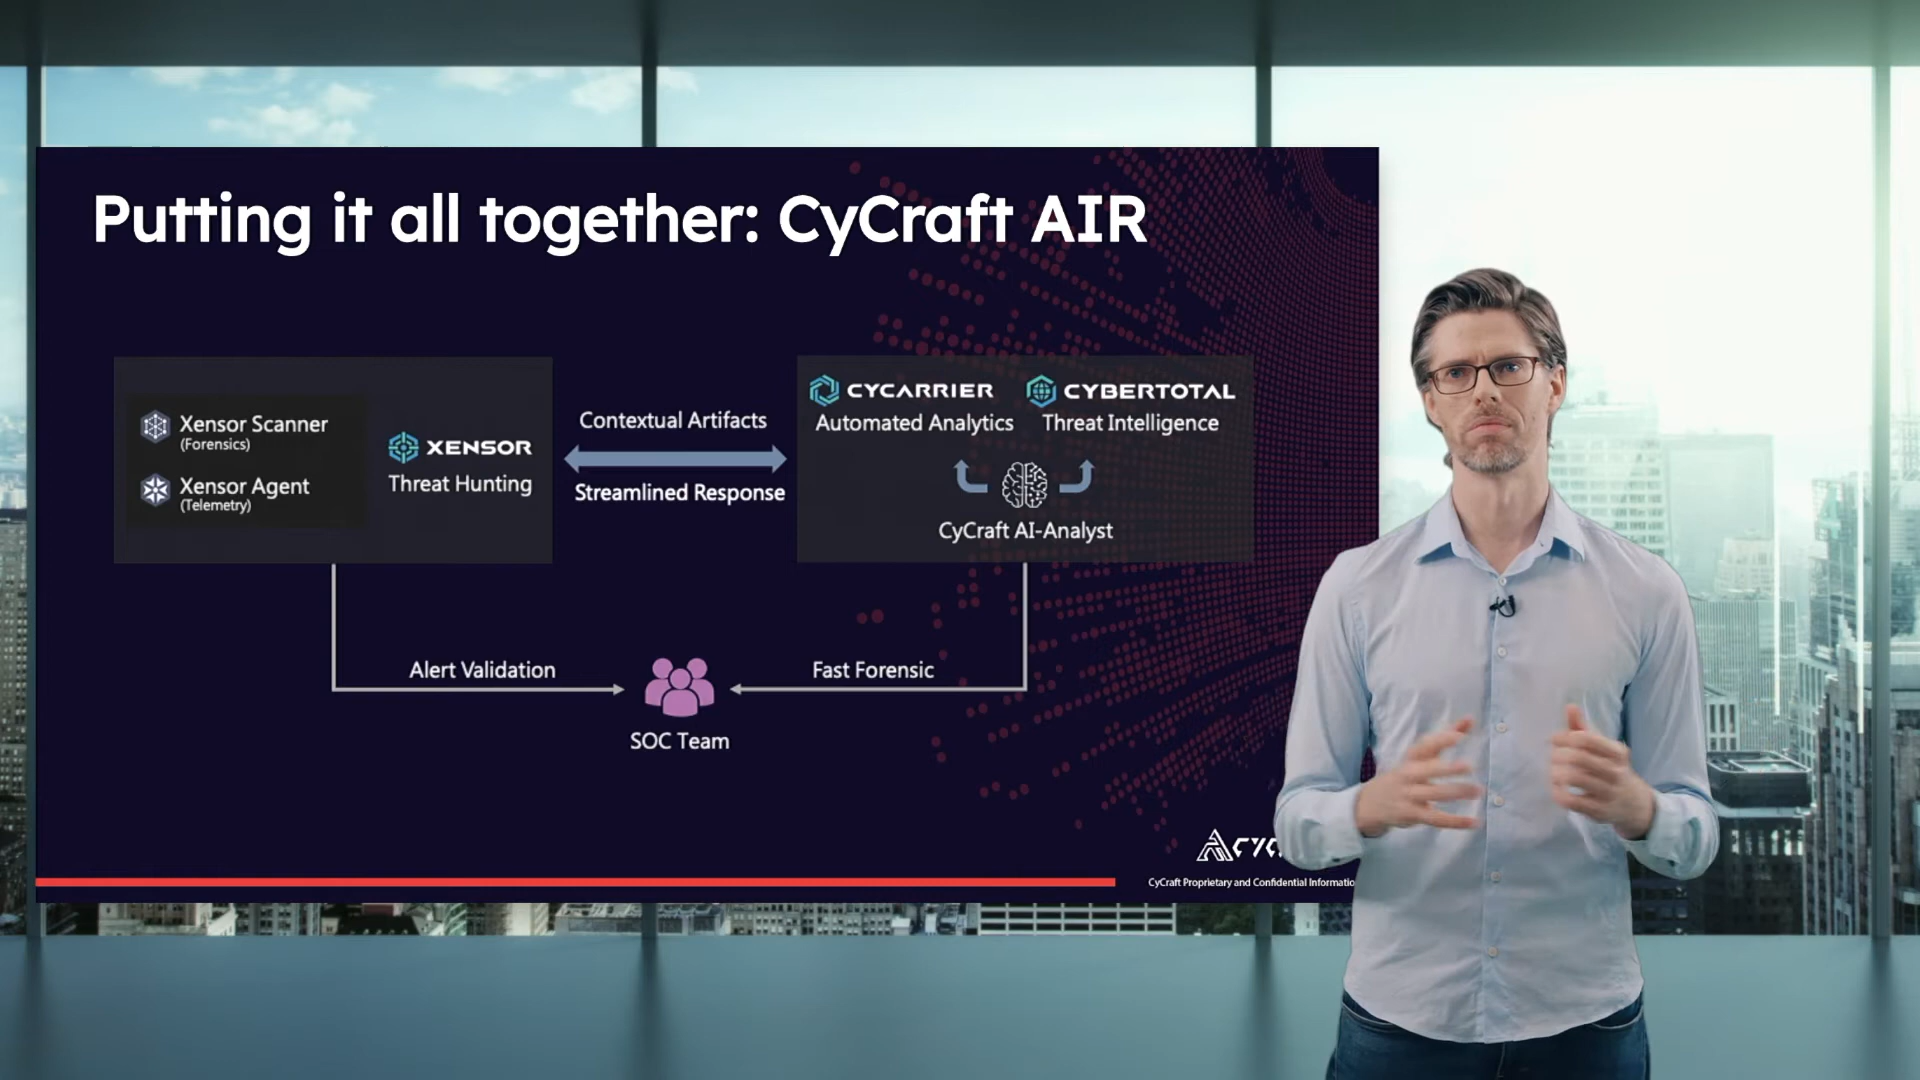 Putting it all together: CyCraft AIR
Xensor Scanner
(Forensics)
Xensor Agent
(Telemetry)
XENSOR
Threat Hunting
Contextual Artifacts
Streamlined Response
CYCARRIER
Automated Analytics
CYBERTOTAL
Threat Intelligence
CyCraft AI-Analyst
Alert Validation
Fast Forensic
SOC Team
CyCraft Proprietary and Confidential